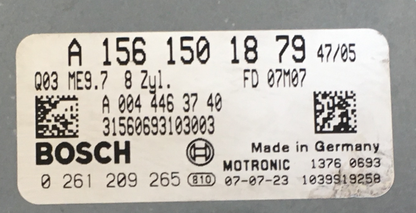 A 156 150 18 79 47/05
Q03 ME9.7 8 Zyl. FD 07M07
A 004 446 37 40
31560693103003
BOSCH Made in Germany
MOTRONIC 1376 0693
0 261 209 265 810 07-07-23 1039S19258